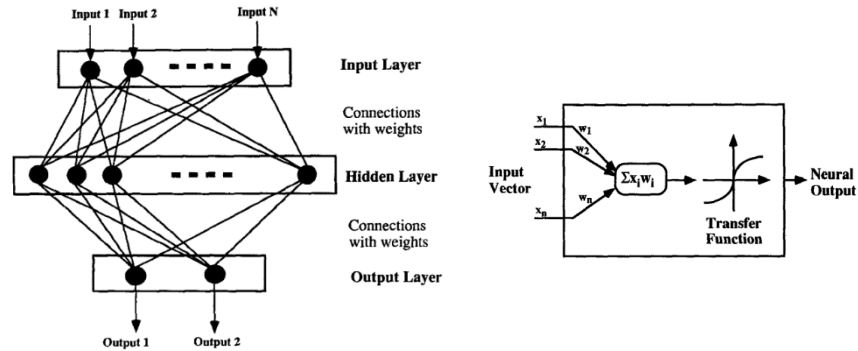 Input 1 Input 2 Input N
Input Layer
Connections
with weights
Hidden Layer
Connections
with weights
Output Layer
Output 1 Output 2
Input
Vector
x1
x2
xn
w1
w2
wn
Σxiwi
Transfer
Function
Neural
Output